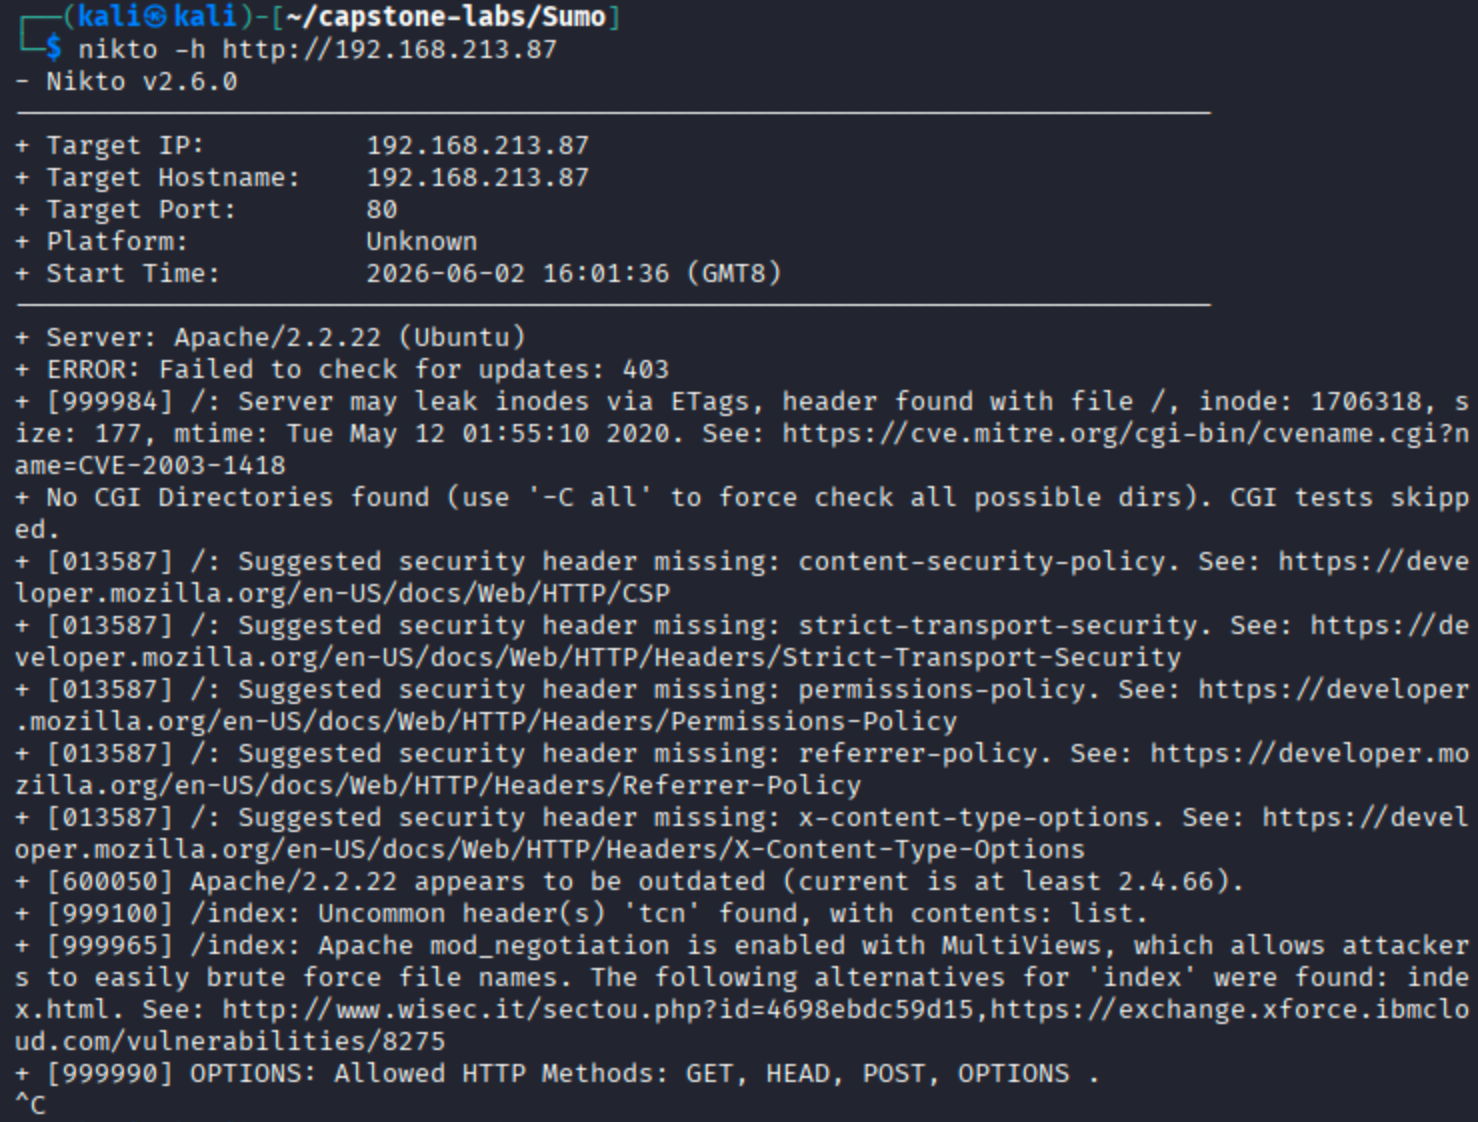 ┌──(kali㉿kali)-[~/capstone-labs/Sumo]
└─$ nikto -h http://192.168.213.87
- Nikto v2.6.0
+ Target IP:          192.168.213.87
+ Target Hostname:    192.168.213.87
+ Target Port:        80
+ Platform:           Unknown
+ Start Time:         2026-06-02 16:01:36 (GMT8)
+ Server: Apache/2.2.22 (Ubuntu)
+ ERROR: Failed to check for updates: 403
+ [999984] /: Server may leak inodes via ETags, header found with file /, inode: 1706318, s
ize: 177, mtime: Tue May 12 01:55:10 2020. See: https://cve.mitre.org/cgi-bin/cvename.cgi?n
ame=CVE-2003-1418
+ No CGI Directories found (use '-C all' to force check all possible dirs). CGI tests skipp
ed.
+ [013587] /: Suggested security header missing: content-security-policy. See: https://deve
loper.mozilla.org/en-US/docs/Web/HTTP/CSP
+ [013587] /: Suggested security header missing: strict-transport-security. See: https://de
veloper.mozilla.org/en-US/docs/Web/HTTP/Headers/Strict-Transport-Security
+ [013587] /: Suggested security header missing: permissions-policy. See: https://developer
.mozilla.org/en-US/docs/Web/HTTP/Headers/Permissions-Policy
+ [013587] /: Suggested security header missing: referrer-policy. See: https://developer.mo
zilla.org/en-US/docs/Web/HTTP/Headers/Referrer-Policy
+ [013587] /: Suggested security header missing: x-content-type-options. See: https://devel
oper.mozilla.org/en-US/docs/Web/HTTP/Headers/X-Content-Type-Options
+ [600050] Apache/2.2.22 appears to be outdated (current is at least 2.4.66).
+ [999100] /index: Uncommon header(s) 'tcn' found, with contents: list.
+ [999965] /index: Apache mod_negotiation is enabled with MultiViews, which allows attacker
s to easily brute force file names. The following alternatives for 'index' were found: inde
x.html. See: http://www.wisec.it/sectou.php?id=4698ebdc59d15,https://exchange.xforce.ibmclo
ud.com/vulnerabilities/8275
+ [999990] OPTIONS: Allowed HTTP Methods: GET, HEAD, POST, OPTIONS .
^C